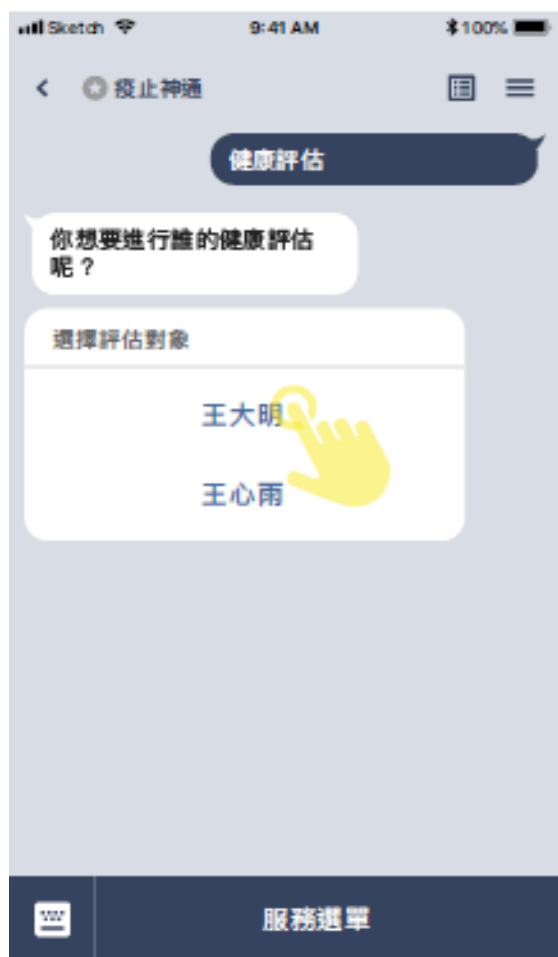 Sketch 9:41 AM 100%
疫止神通
健康評估
你想要進行誰的健康評估
呢？
選擇評估對象
王大明
王心雨
服務選單